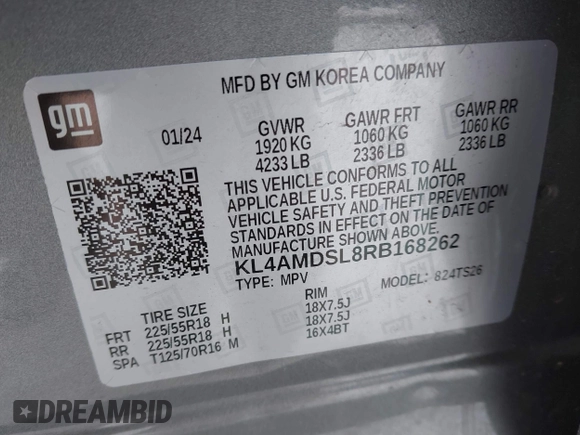 gm
MFD BY GM KOREA COMPANY
01/24
GVWR
1920 KG
4233 LB
GAWR FRT
1060 KG
2336 LB
GAWR RR
1060 KG
2336 LB
THIS VEHICLE CONFORMS TO ALL
APPLICABLE U.S. FEDERAL MOTOR
VEHICLE SAFETY AND THEFT PREVENTION
STANDARDS IN EFFECT ON THE DATE OF
MANUFACTURE SHOWN ABOVE.
KL4AMDSL8RB168262
TYPE: MPV
MODEL: 824TS26
TIRE SIZE RIM
FRT 225/55R18 H 18X7.5J
RR 225/55R18 H 18X7.5J
SPA T125/70R16 M 16X4BT
DREAMBID